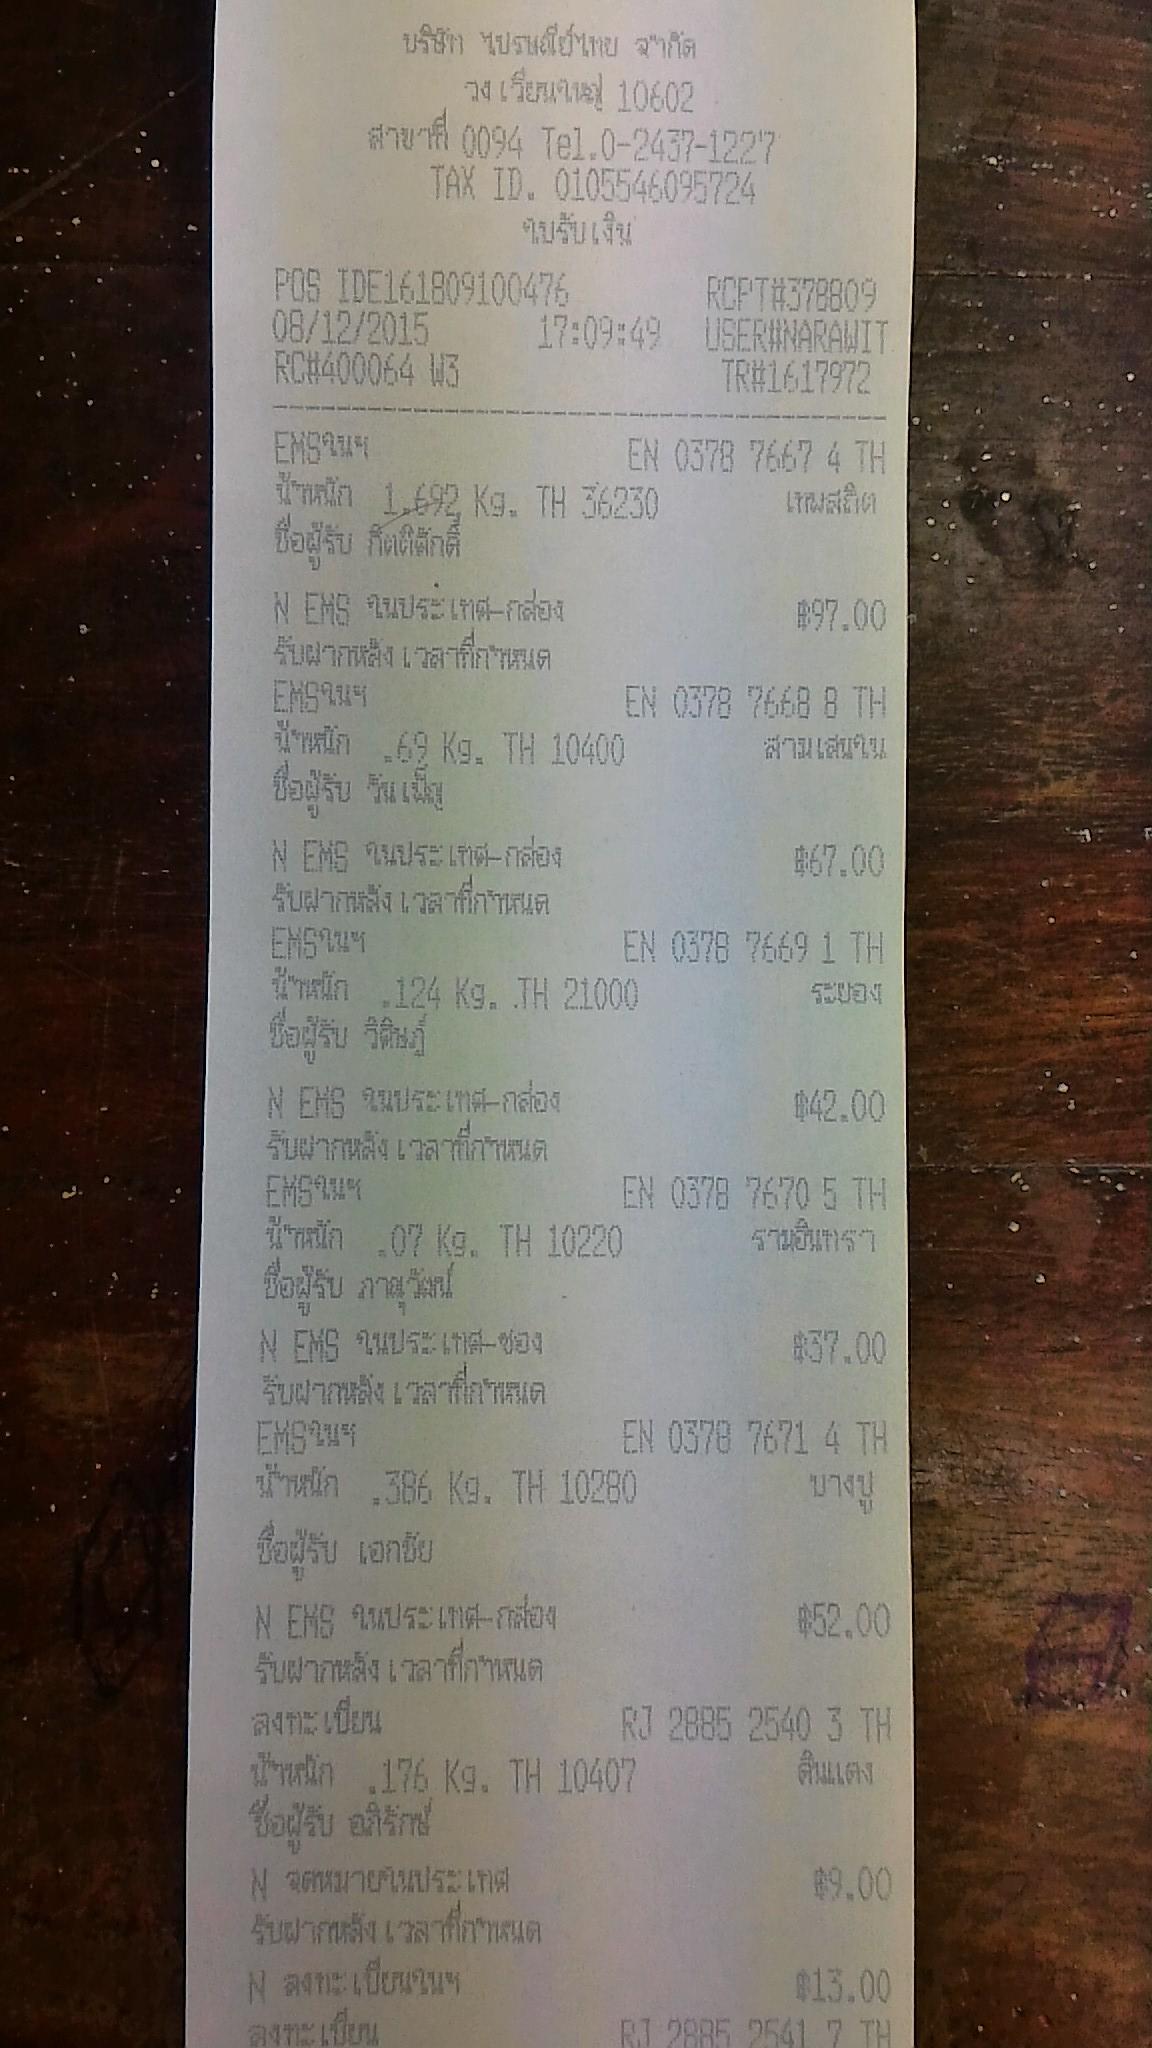 บริษัท ไปรษณีย์ไทย จำกัด
วงเวียนใหญ่ 10602
สาขาที่ 0094 Tel.0-2437-1227
TAX ID. 0105546095724
ใบรับเงิน
POS IDE161809100476 RCPT#378809
08/12/2015 17:09:49 USER#NARAWIT
RC#400064 W3 TR#1617972
EMSในฯ EN 0378 7667 4 TH
น้ำหนัก 1.692 Kg. TH 36230 เทพสถิต
ชื่อผู้รับ กิตติศักดิ์
N EMS ในประเทศ-กล่อง ฿97.00
รับฝากหลังเวลาที่กำหนด
EMSในฯ EN 0378 7668 8 TH
น้ำหนัก .69 Kg. TH 10400 สามเสนใน
ชื่อผู้รับ วันเพ็ญ
N EMS ในประเทศ-กล่อง ฿67.00
รับฝากหลังเวลาที่กำหนด
EMSในฯ EN 0378 7669 1 TH
น้ำหนัก .124 Kg. TH 21000 ระยอง
ชื่อผู้รับ วิศิษฎ์
N EMS ในประเทศ-กล่อง ฿42.00
รับฝากหลังเวลาที่กำหนด
EMSในฯ EN 0378 7670 5 TH
น้ำหนัก .07 Kg. TH 10220 รามอินทรา
ชื่อผู้รับ ภาณุวัฒน์
N EMS ในประเทศ-ซอง ฿37.00
รับฝากหลังเวลาที่กำหนด
EMSในฯ EN 0378 7671 4 TH
น้ำหนัก .386 Kg. TH 10280 บางปู
ชื่อผู้รับ เอกชัย
N EMS ในประเทศ-กล่อง ฿52.00
รับฝากหลังเวลาที่กำหนด
ลงทะเบียน RJ 2885 2540 3 TH
น้ำหนัก .176 Kg. TH 10407 ดินแดง
ชื่อผู้รับ อภิรักษ์
N จดหมายในประเทศ ฿9.00
รับฝากหลังเวลาที่กำหนด
N ลงทะเบียนในฯ ฿13.00
ลงทะเบียน RJ 2885 2541 7 TH